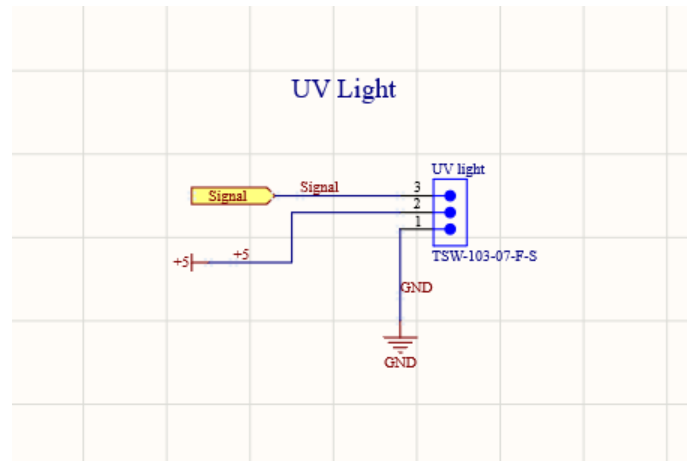 UV Light
UV light
Signal
Signal
3
2
1
+5
+5
TSW-103-07-F-S
GND
GND